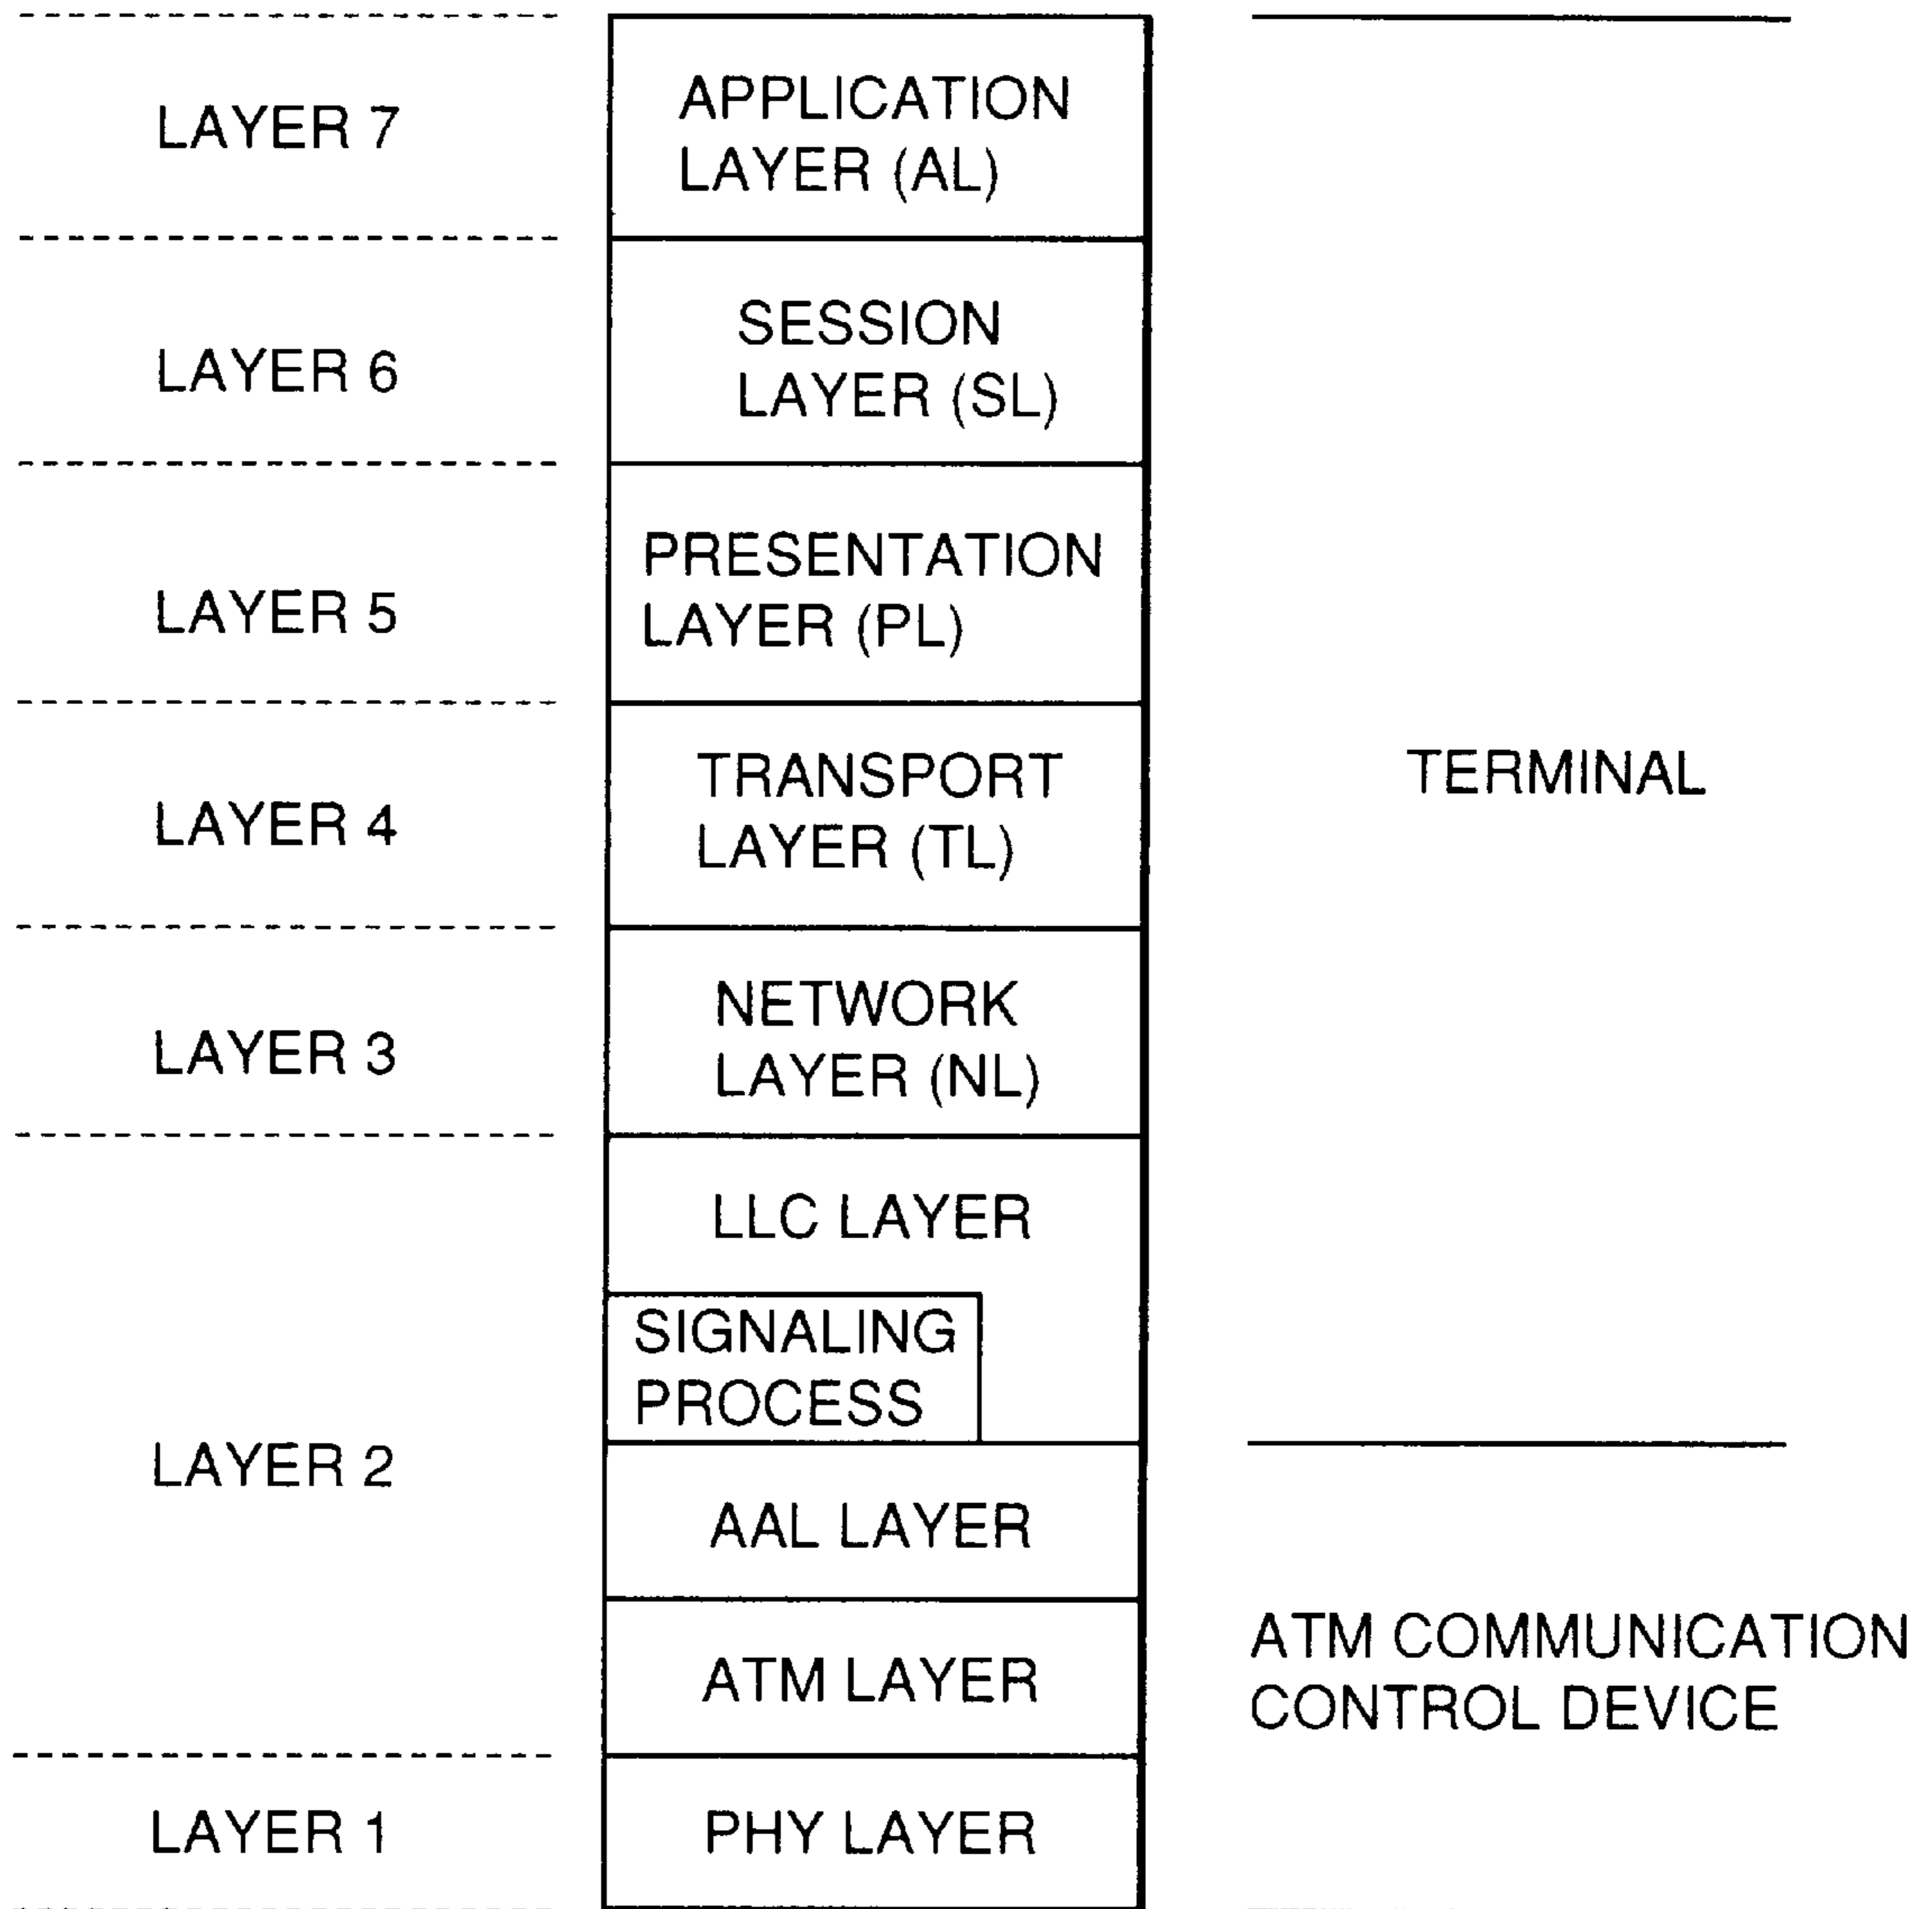 LAYER 7
APPLICATION
LAYER (AL)
LAYER 6
SESSION
LAYER (SL)
LAYER 5
PRESENTATION
LAYER (PL)
LAYER 4
TRANSPORT
LAYER (TL)
TERMINAL
LAYER 3
NETWORK
LAYER (NL)
LAYER 2
LLC LAYER
SIGNALING
PROCESS
AAL LAYER
ATM LAYER
ATM COMMUNICATION
CONTROL DEVICE
LAYER 1
PHY LAYER